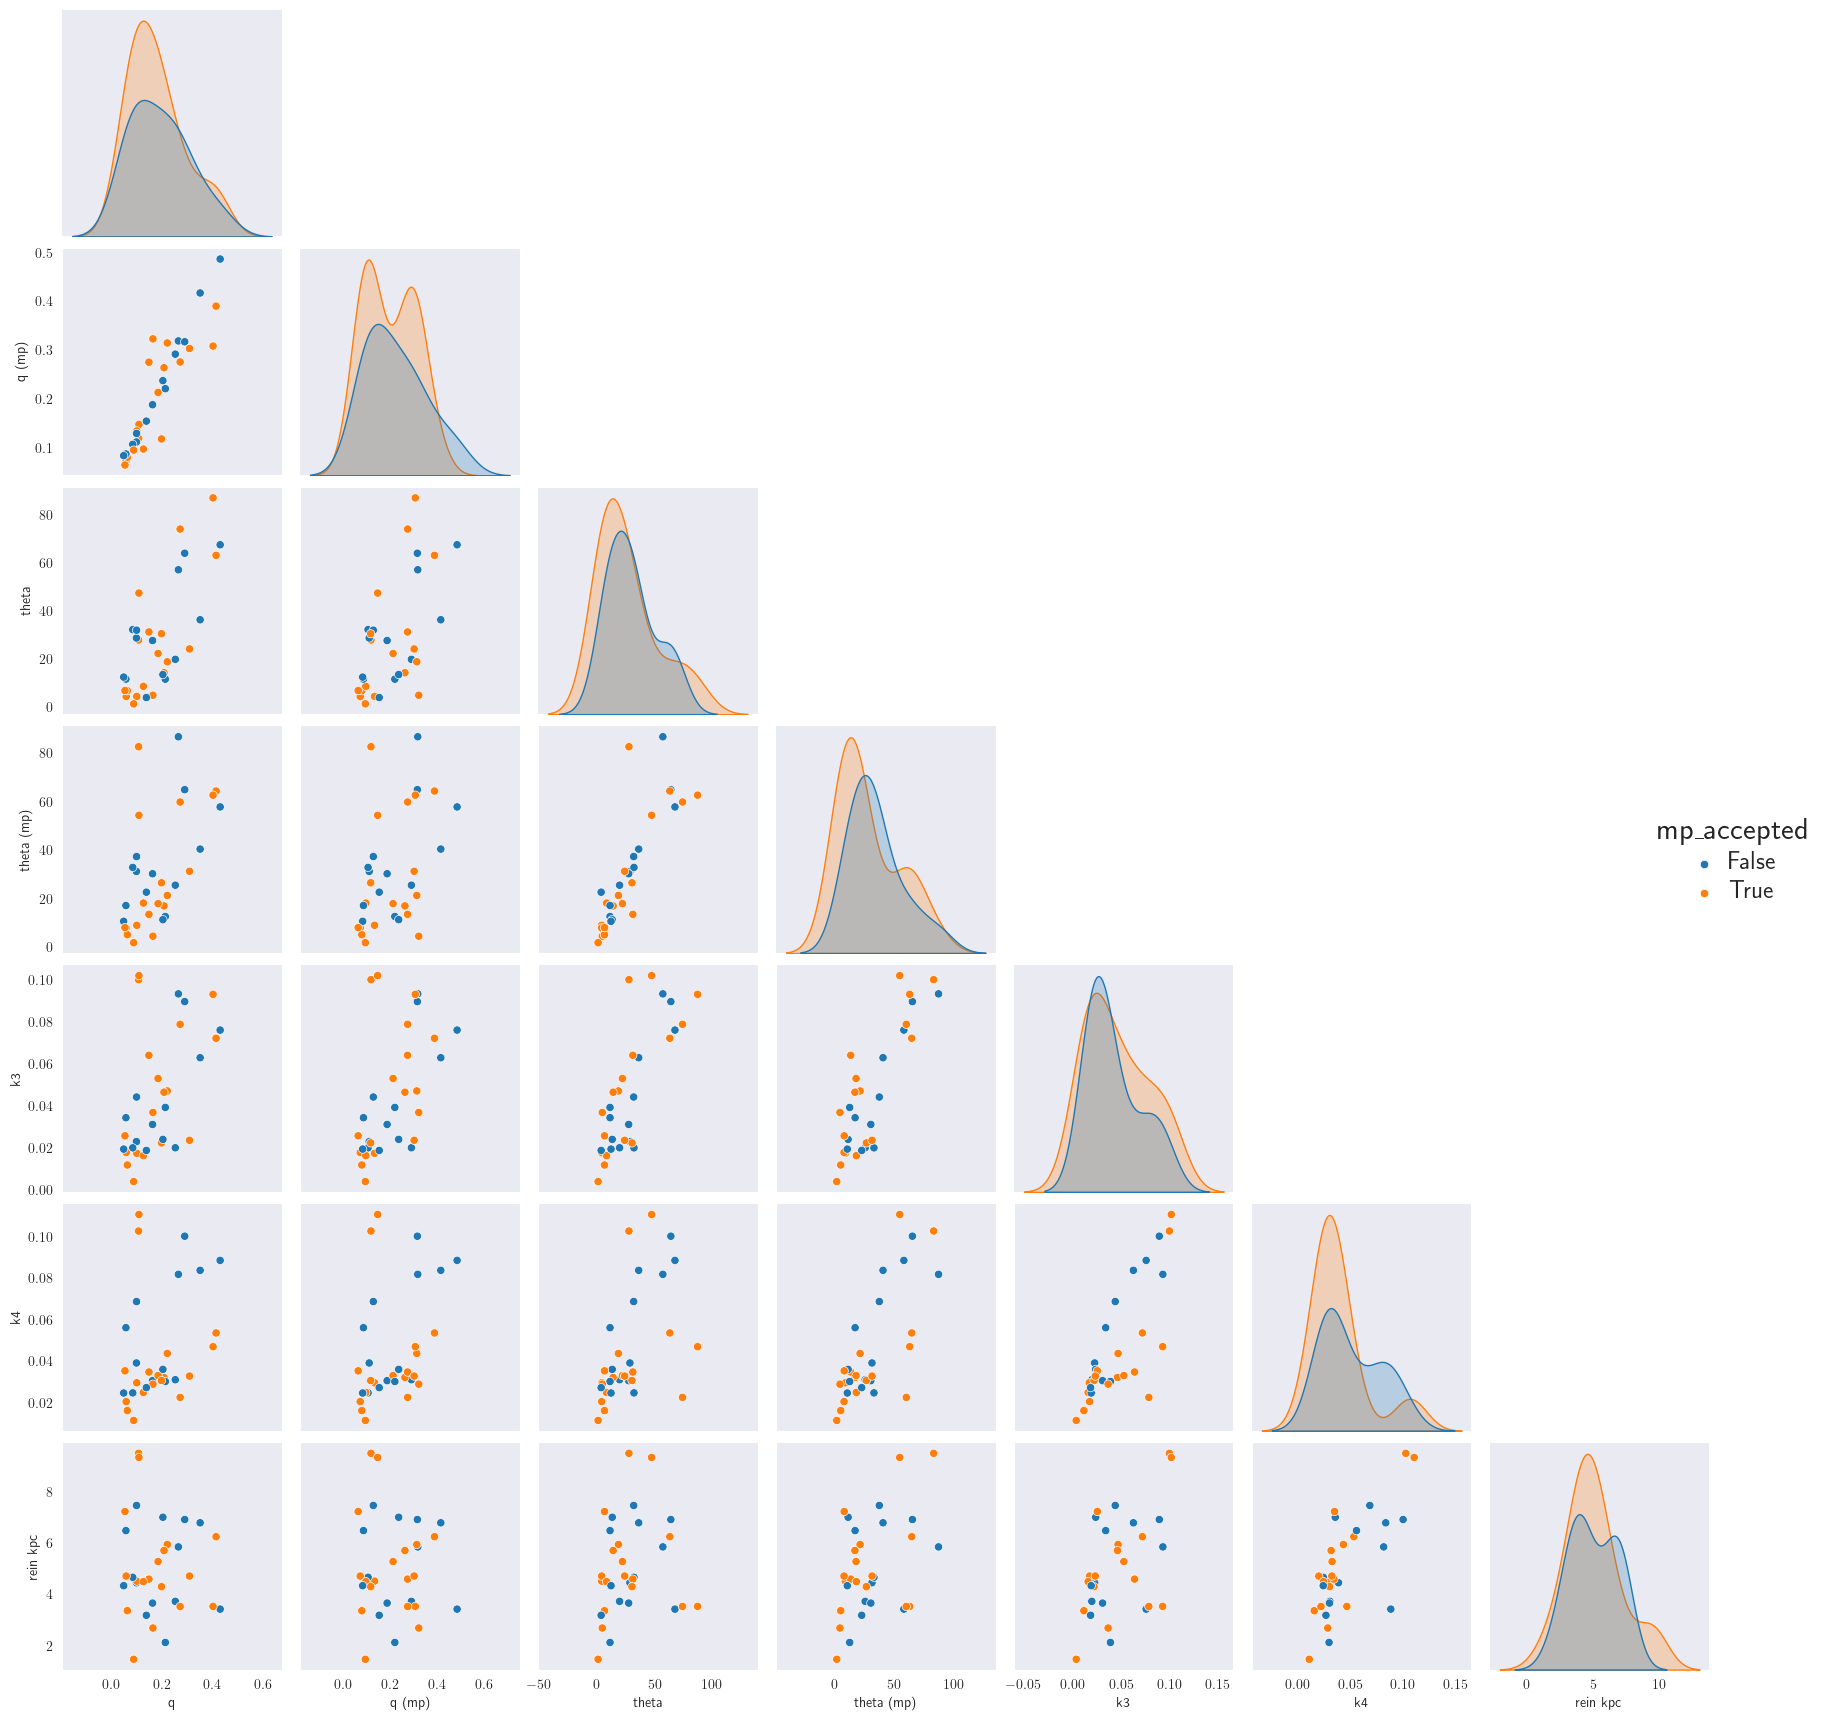 0.5
0.4
0.3
0.2
0.1
q (mp)
80
60
40
20
0
theta
80
60
40
20
0
theta (mp)
mp_accepted
False
True
0.10
0.08
0.06
0.04
0.02
0.00
k3
0.10
0.08
0.06
0.04
0.02
k4
8
6
4
2
rein kpc
0.0 0.2 0.4 0.6 0.0 0.2 0.4 0.6 −50 0 50 100 0 50 100 −0.05 0.00 0.05 0.10 0.15 0.00 0.05 0.10 0.15 0 5 10
q q (mp) theta theta (mp) k3 k4 rein kpc